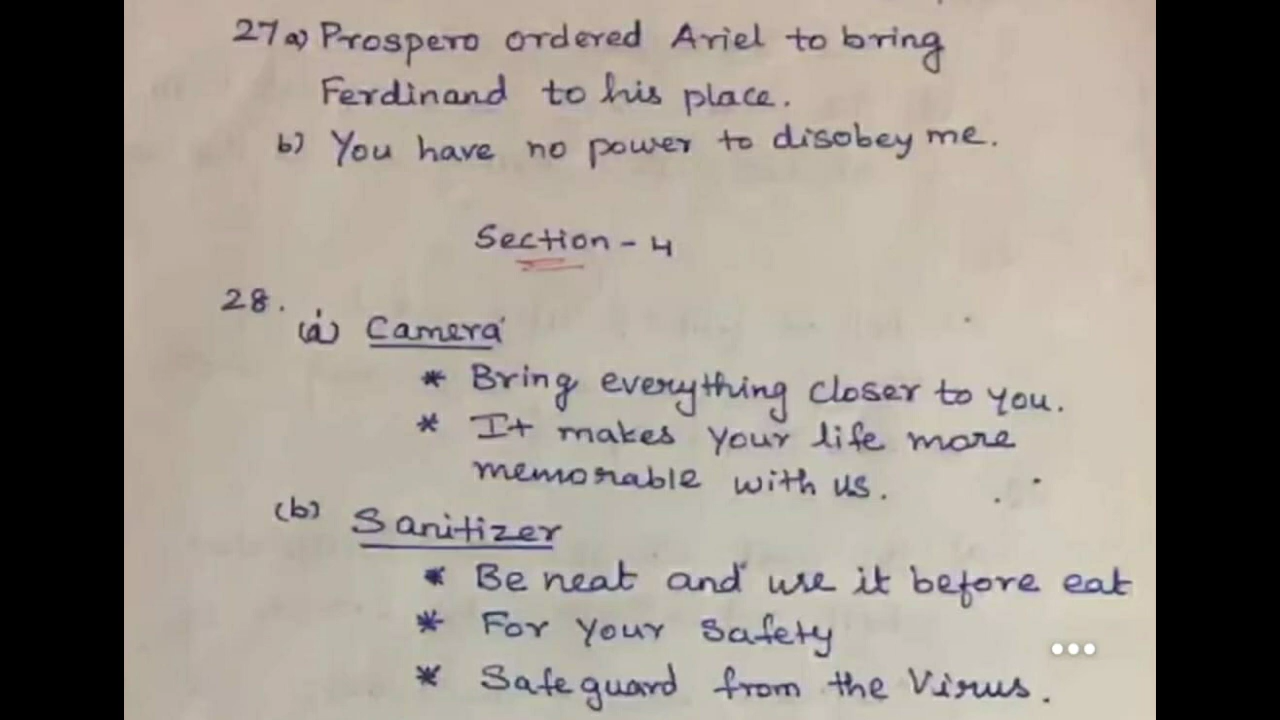 27 a) Prospero ordered Ariel to bring
Ferdinand to his place.
b) You have no power to disobey me.
Section - 4
28.
(a) Camera
* Bring everything closer to you.
* It makes your life more
memorable with us.
(b) Sanitizer
* Be neat and use it before eat
* For your safety
* Safe guard from the Virus.